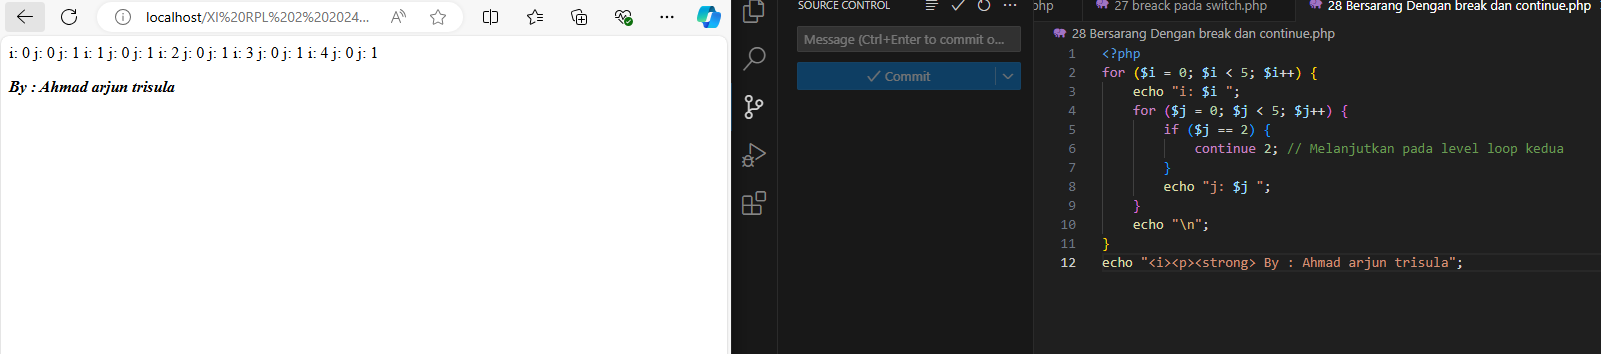 localhost/XI%20RPL%202%202024...
i: 0 j: 0 j: 1 i: 1 j: 0 j: 1 i: 2 j: 0 j: 1 i: 3 j: 0 j: 1 i: 4 j: 0 j: 1
By : Ahmad arjun trisula
SOURCE CONTROL
Message (Ctrl+Enter to commit o...
Commit
php
27 breack pada switch.php
28 Bersarang Dengan break dan continue.php
28 Bersarang Dengan break dan continue.php
1 <?php
2 for ($i = 0; $i < 5; $i++) {
3 echo "i: $i ";
4 for ($j = 0; $j < 5; $j++) {
5 if ($j == 2) {
6 continue 2; // Melanjutkan pada level loop kedua
7 }
8 echo "j: $j ";
9 }
10 echo "\n";
11 }
12 echo "<i><p><strong> By : Ahmad arjun trisula";